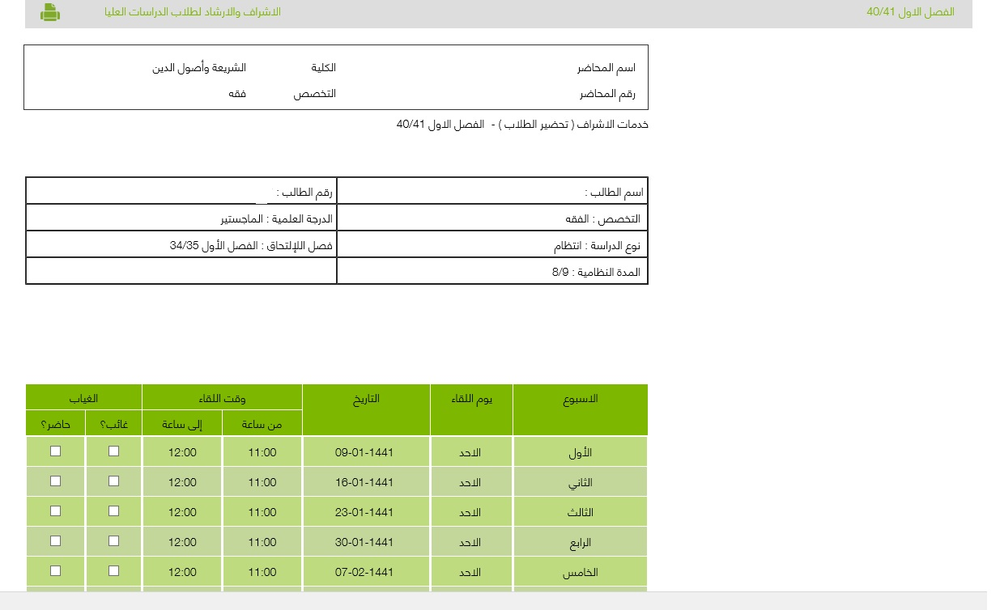 الفصل الاول 40/41 الاشراف والارشاد لطلاب الدراسات العليا
اسم المحاضر الكلية الشريعة وأصول الدين
رقم المحاضر التخصص فقه
خدمات الاشراف ( تحضير الطلاب ) - الفصل الاول 40/41
اسم الطالب : رقم الطالب :
التخصص : الفقه الدرجة العلمية : الماجستير
نوع الدراسة : انتظام فصل اللإلتحاق : الفصل الأول 34/35
المدة النظامية : 8/9
الاسبوع يوم اللقاء التاريخ وقت اللقاء الغياب
من ساعة إلى ساعة غائب؟ حاضر؟
الأول الاحد 09-01-1441 11:00 12:00
الثاني الاحد 16-01-1441 11:00 12:00
الثالث الاحد 23-01-1441 11:00 12:00
الرابع الاحد 30-01-1441 11:00 12:00
الخامس الاحد 07-02-1441 11:00 12:00